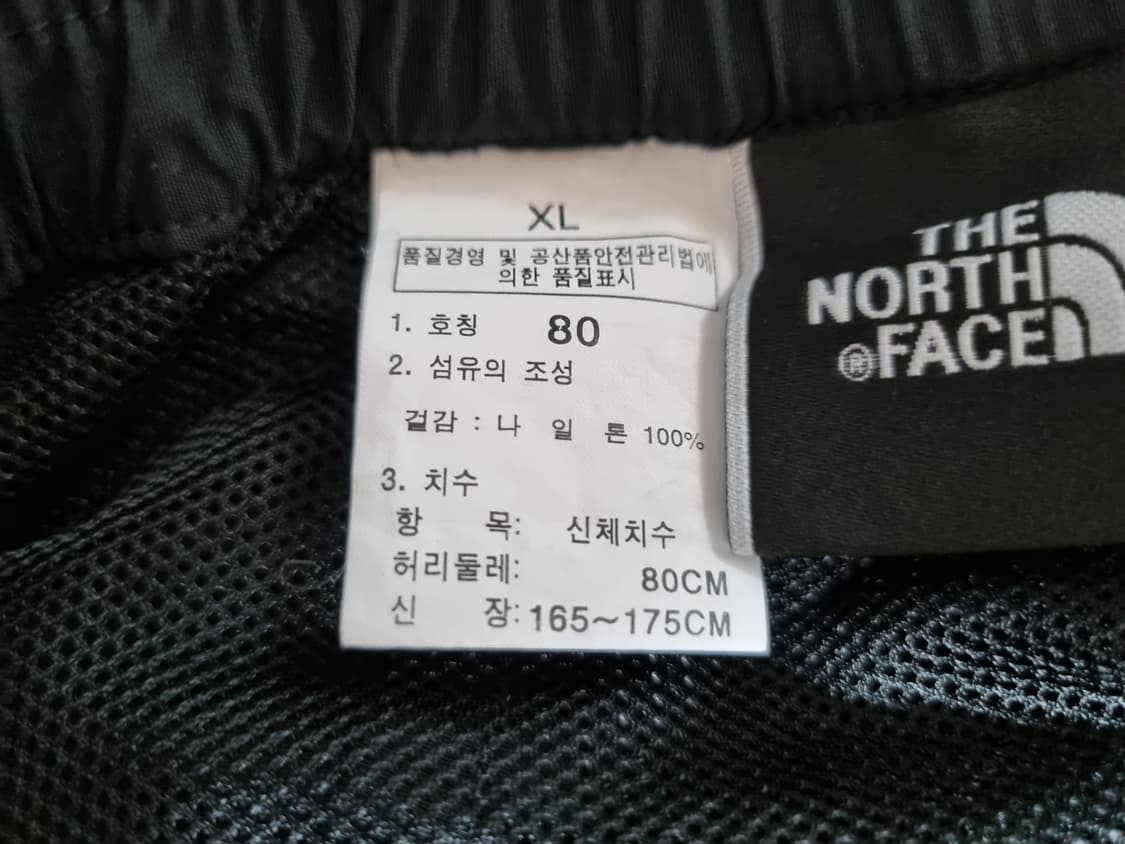 XL
품질경영 및 공산품안전관리법에
의한 품질표시
1. 호칭 80
2. 섬유의 조성
겉감 : 나 일 론 100%
3. 치수
항 목: 신체치수
허리둘레: 80CM
신 장: 165~175CM
THE
NORTH
®FACE